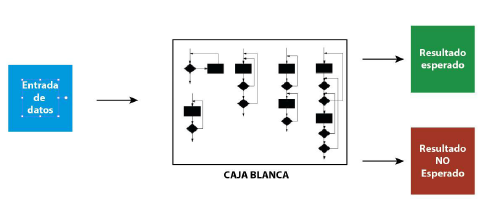 Entrada
de
datos
CAJA BLANCA
Resultado
esperado
Resultado
NO
Esperado